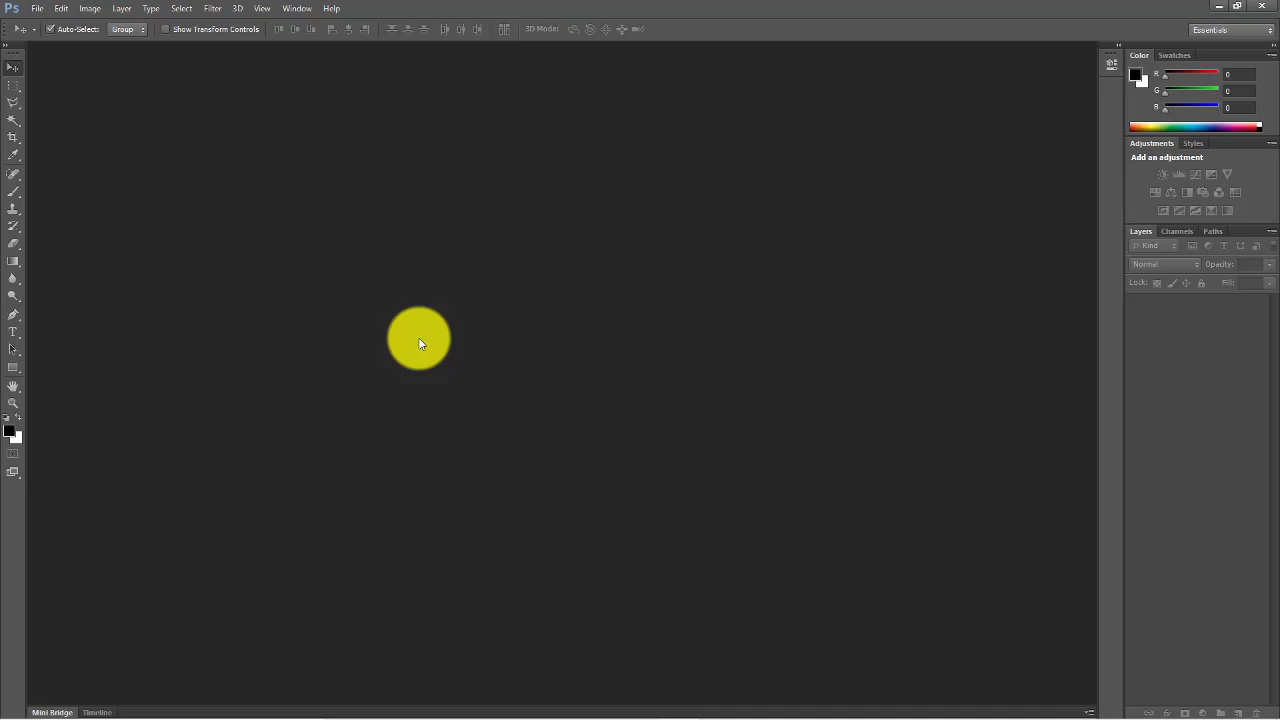 Ps File Edit Image Layer Type Select Filter 3D View Window Help
Auto-Select: Group Show Transform Controls 3D Mode: Essentials
Color Swatches
R 0
G 0
B 0
Adjustments Styles
Add an adjustment
Layers Channels Paths
Kind
Normal Opacity:
Lock: Fill:
T
Mini Bridge Timeline